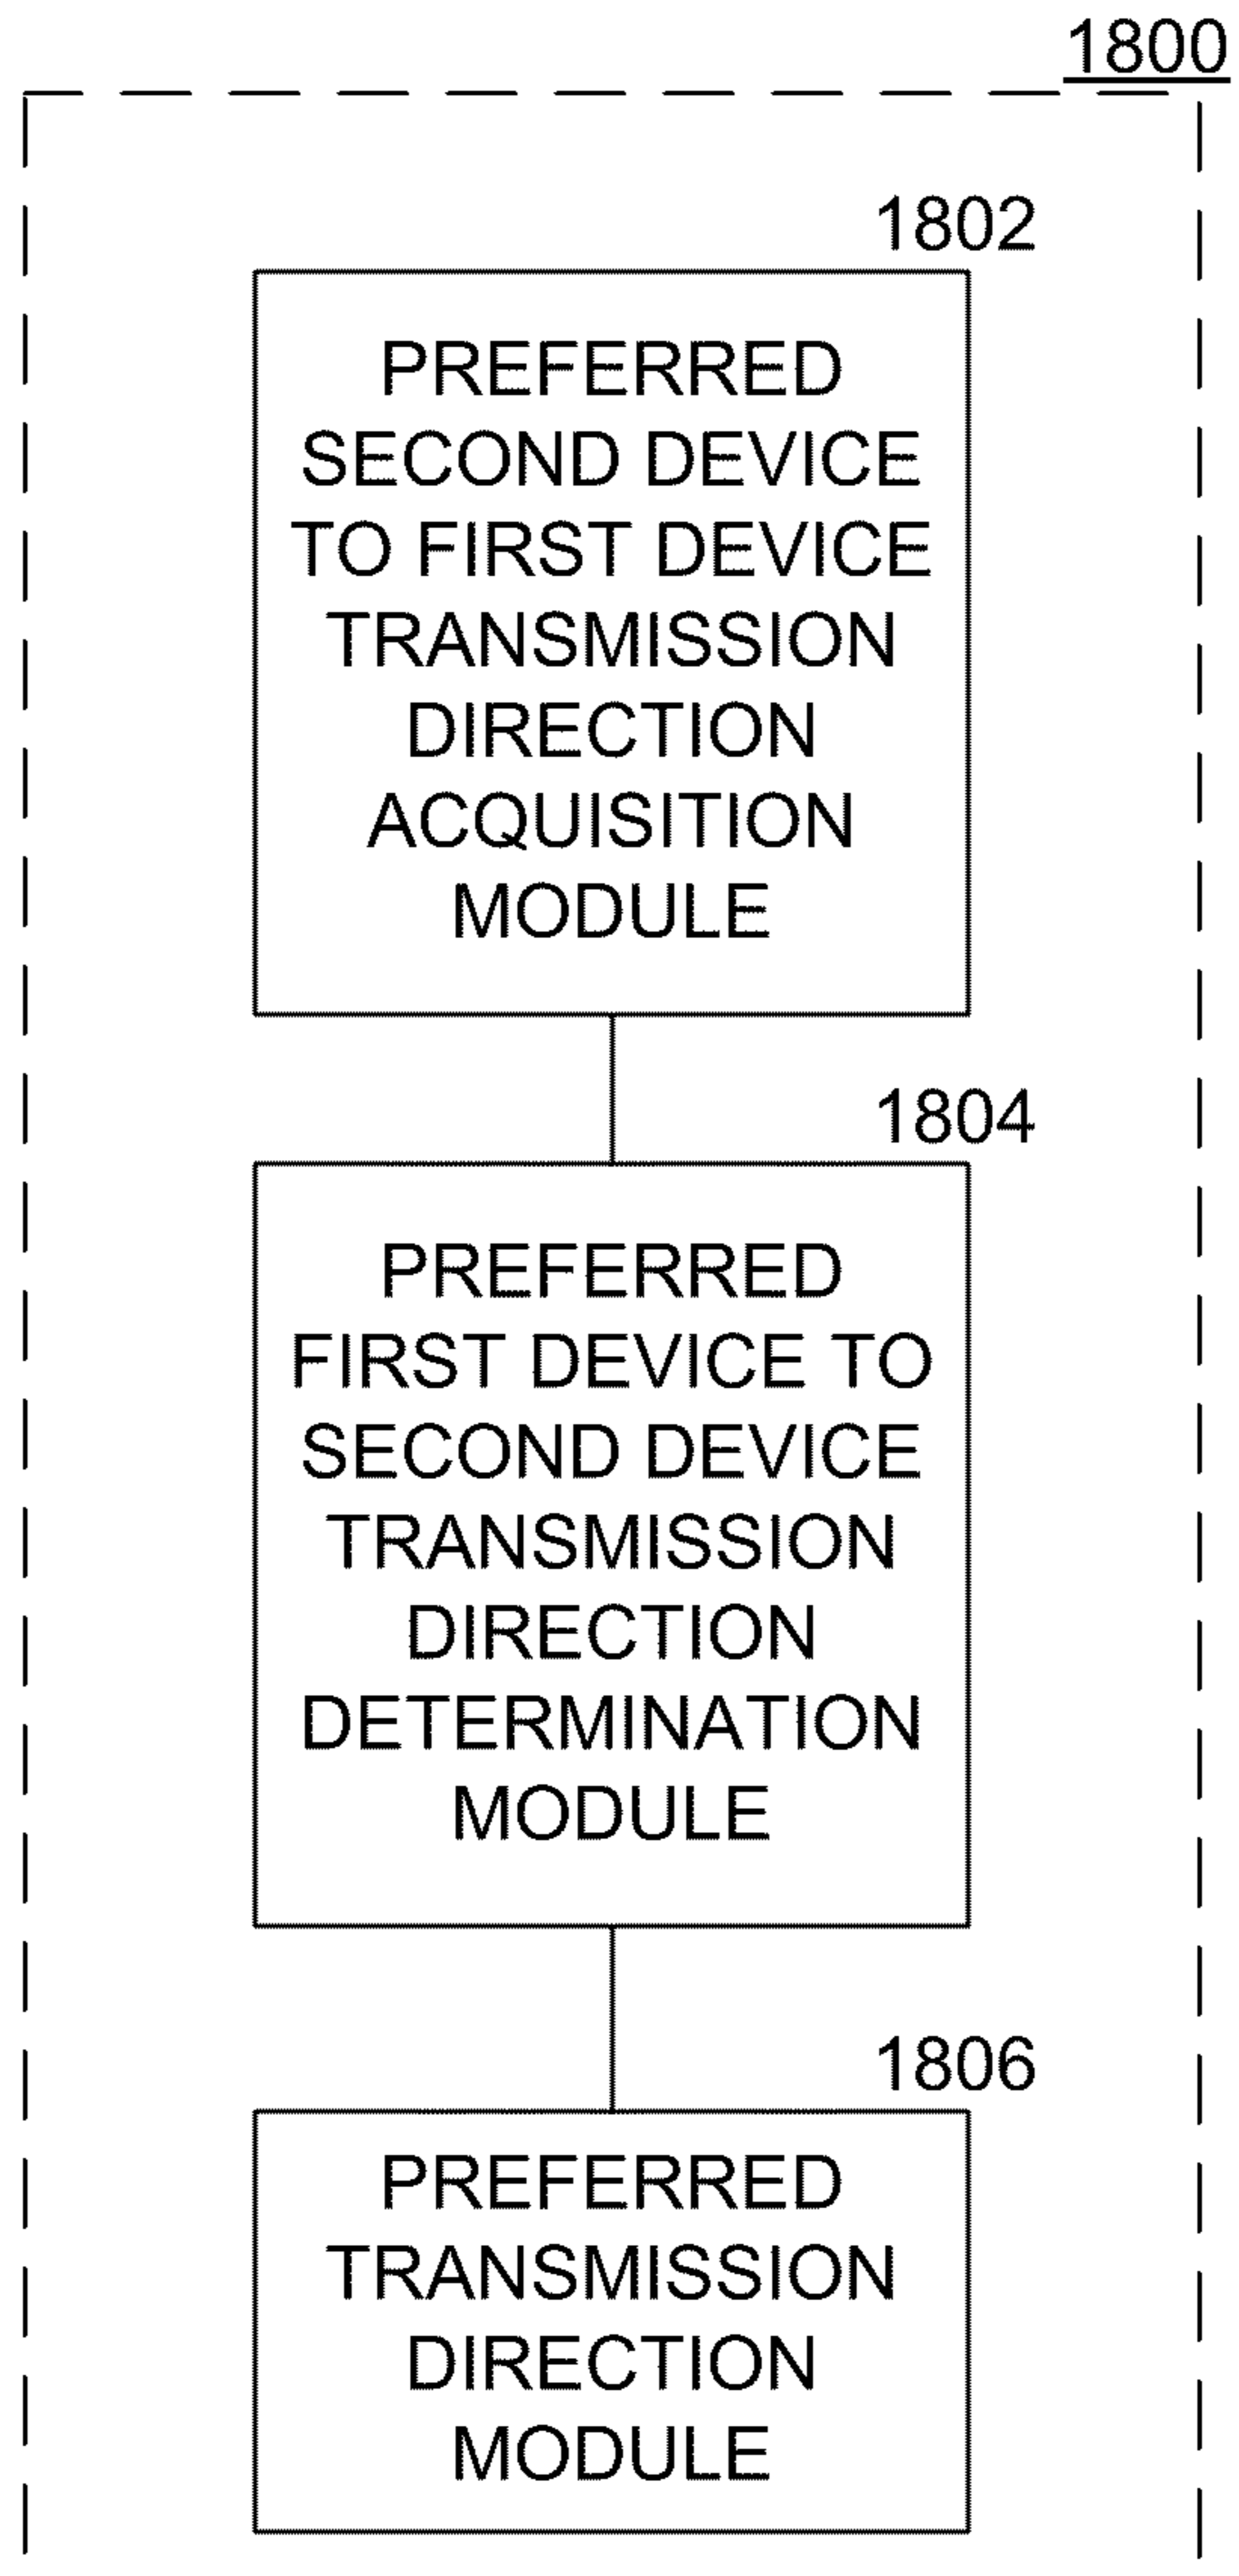 1800
1802
PREFERRED
SECOND DEVICE
TO FIRST DEVICE
TRANSMISSION
DIRECTION
ACQUISITION
MODULE
1804
PREFERRED
FIRST DEVICE TO
SECOND DEVICE
TRANSMISSION
DIRECTION
DETERMINATION
MODULE
1806
PREFERRED
TRANSMISSION
DIRECTION
MODULE